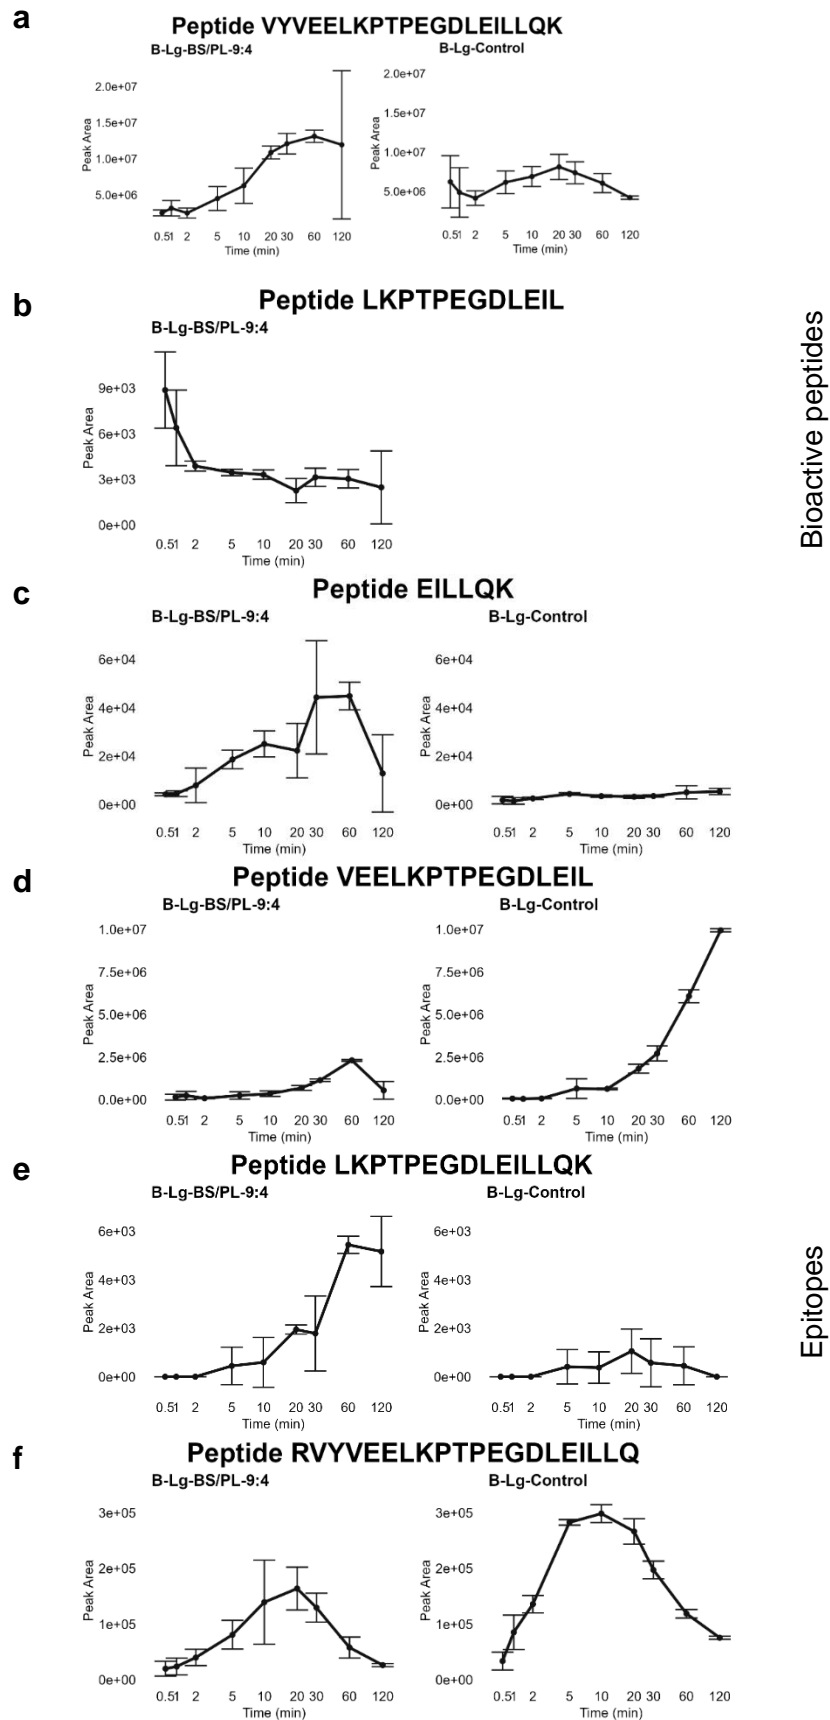 a
Peptide VYVEELKPTPEGDLEILLQK
B-Lg-BS/PL-9:4
B-Lg-Control
Peak Area
2.0e+07
1.5e+07
1.0e+07
5.0e+06
0.51 2 5 10 20 30 60 120
Time (min)
Peak Area
2.0e+07
1.5e+07
1.0e+07
5.0e+06
0.51 2 5 10 20 30 60 120
Time (min)
b
Peptide LKPTPEGDLEIL
B-Lg-BS/PL-9:4
Peak Area
9e+03
6e+03
3e+03
0e+00
0.51 2 5 10 20 30 60 120
Time (min)
Bioactive peptides
c
Peptide EILLQK
B-Lg-BS/PL-9:4
B-Lg-Control
Peak Area
6e+04
4e+04
2e+04
0e+00
0.51 2 5 10 20 30 60 120
Time (min)
Peak Area
6e+04
4e+04
2e+04
0e+00
0.51 2 5 10 20 30 60 120
Time (min)
d
Peptide VEELKPTPEGDLEIL
B-Lg-BS/PL-9:4
B-Lg-Control
Peak Area
1.0e+07
7.5e+06
5.0e+06
2.5e+06
0.0e+00
0.51 2 5 10 20 30 60 120
Time (min)
Peak Area
1.0e+07
7.5e+06
5.0e+06
2.5e+06
0.0e+00
0.51 2 5 10 20 30 60 120
Time (min)
e
Peptide LKPTPEGDLEILLQK
B-Lg-BS/PL-9:4
B-Lg-Control
Peak Area
6e+03
4e+03
2e+03
0e+00
0.51 2 5 10 20 30 60 120
Time (min)
Peak Area
6e+03
4e+03
2e+03
0e+00
0.51 2 5 10 20 30 60 120
Time (min)
Epitopes
f
Peptide RVYVEELKPTPEGDLEILLQ
B-Lg-BS/PL-9:4
B-Lg-Control
Peak Area
3e+05
2e+05
1e+05
0e+00
0.51 2 5 10 20 30 60 120
Time (min)
Peak Area
3e+05
2e+05
1e+05
0e+00
0.51 2 5 10 20 30 60 120
Time (min)